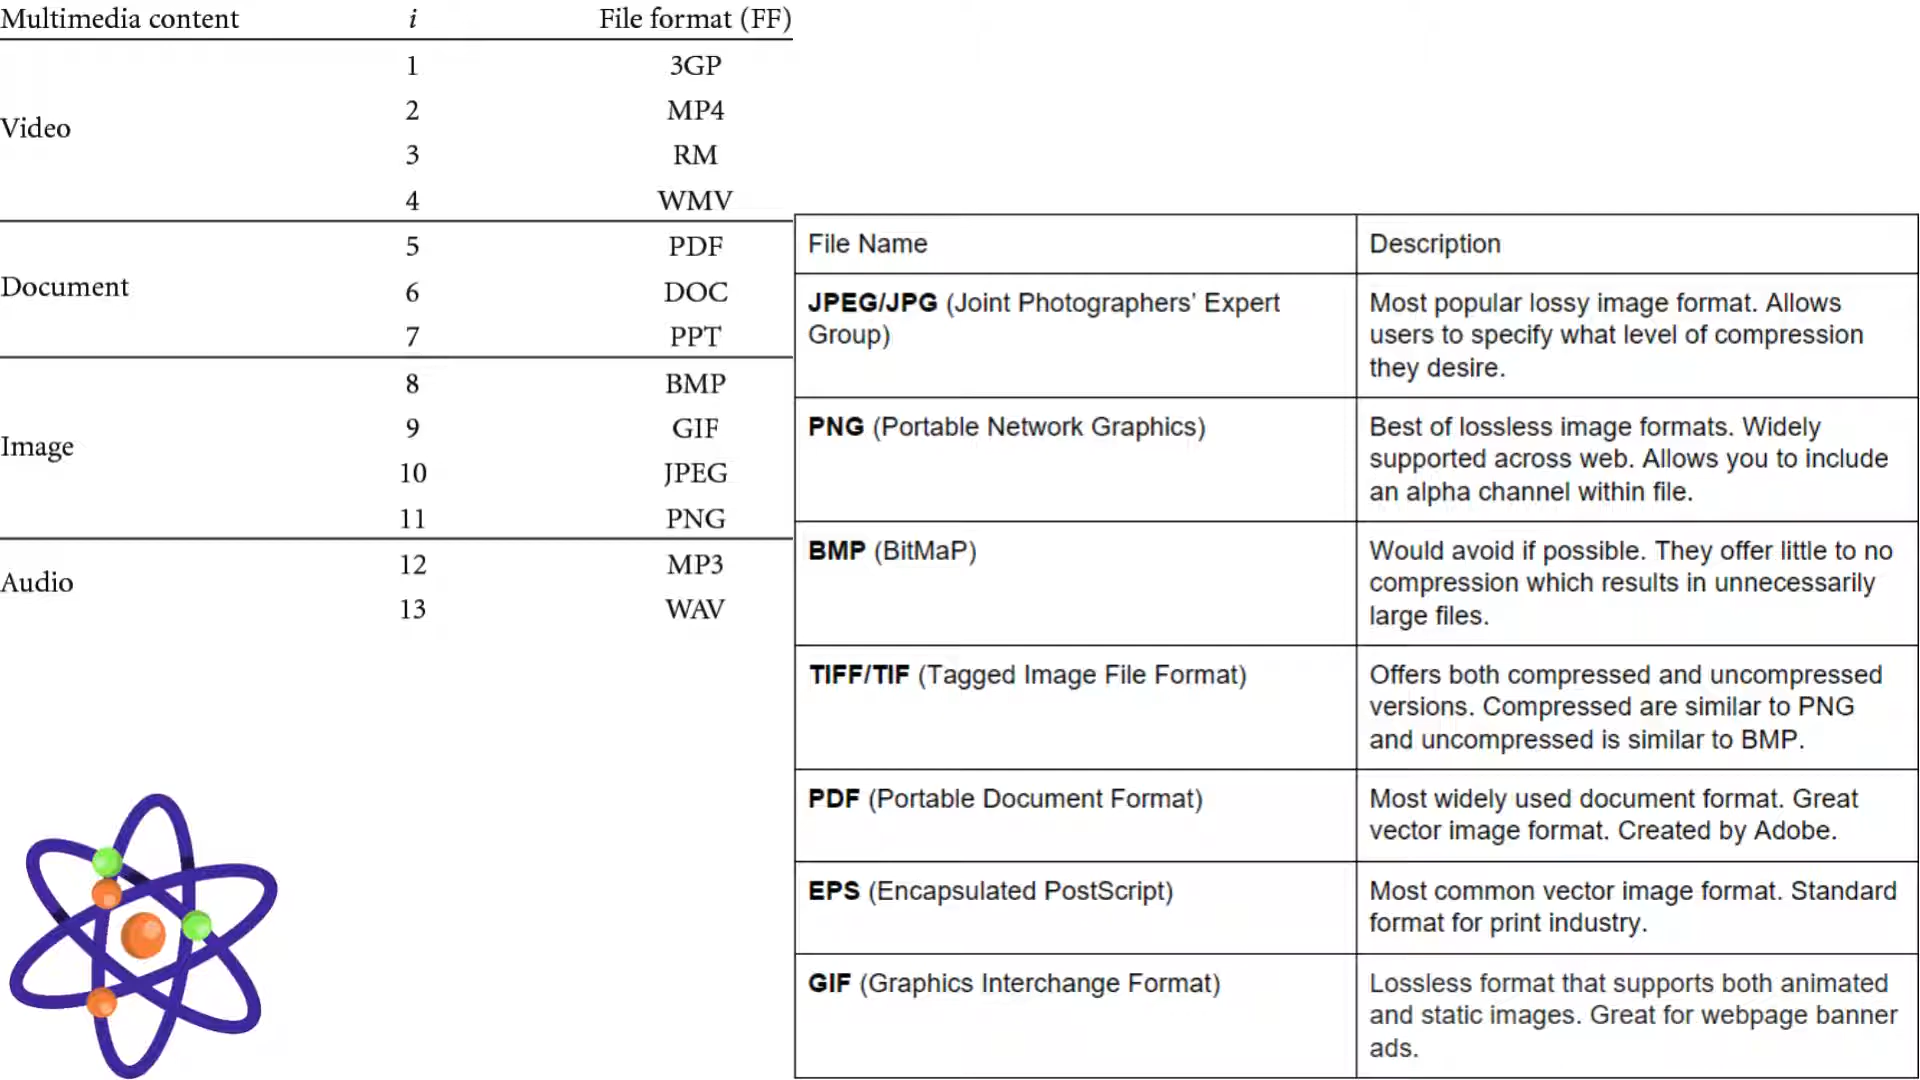 Multimedia content i File format (FF)
Video
1 3GP
2 MP4
3 RM
4 WMV
Document
5 PDF
6 DOC
7 PPT
Image
8 BMP
9 GIF
10 JPEG
11 PNG
Audio
12 MP3
13 WAV
File Name Description
JPEG/JPG (Joint Photographers’ Expert
Group)
Most popular lossy image format. Allows
users to specify what level of compression
they desire.
PNG (Portable Network Graphics)
Best of lossless image formats. Widely
supported across web. Allows you to include
an alpha channel within file.
BMP (BitMaP)
Would avoid if possible. They offer little to no
compression which results in unnecessarily
large files.
TIFF/TIF (Tagged Image File Format)
Offers both compressed and uncompressed
versions. Compressed are similar to PNG
and uncompressed is similar to BMP.
PDF (Portable Document Format)
Most widely used document format. Great
vector image format. Created by Adobe.
EPS (Encapsulated PostScript)
Most common vector image format. Standard
format for print industry.
GIF (Graphics Interchange Format)
Lossless format that supports both animated
and static images. Great for webpage banner
ads.